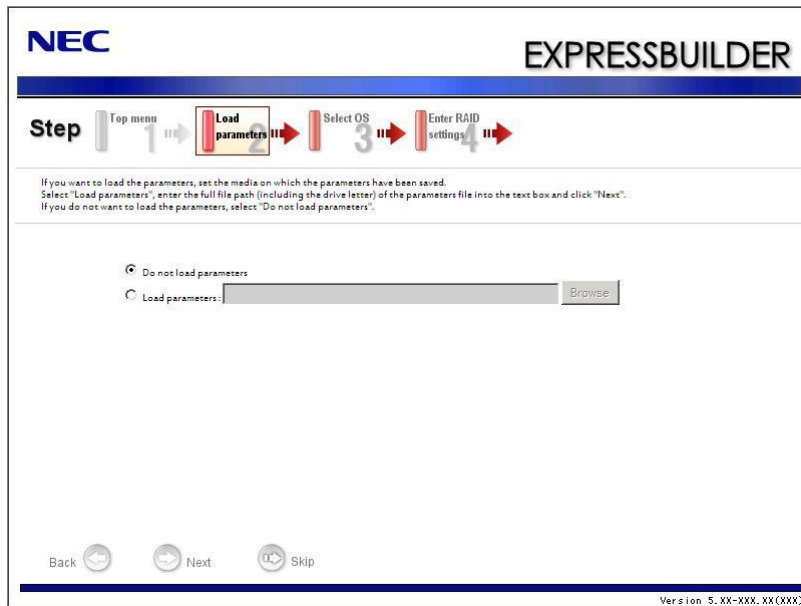 NEC
EXPRESSBUILDER
Step
Top menu
1
Load
parameters
2
Select OS
3
Enter RAID
settings
4
If you want to load the parameters, set the media on which the parameters have been saved.
Select "Load parameters", enter the full file path (including the drive letter) of the parameters file into the text box and click "Next".
If you do not want to load the parameters, select "Do not load parameters".
Do not load parameters
Load parameters:
Browse
Back
Next
Skip
Version 5.XX-XXX.XX(XXX)